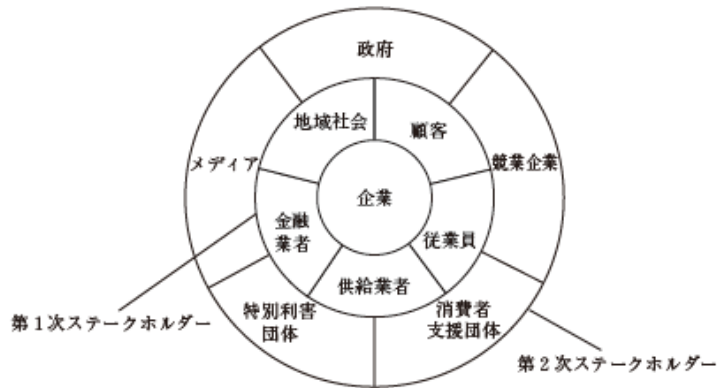 政府
地域社会
顧客
メディア
競業企業
企業
金融
業者
従業員
供給業者
特別利害
団体
消費者
支援団体
第1次ステークホルダー
第2次ステークホルダー